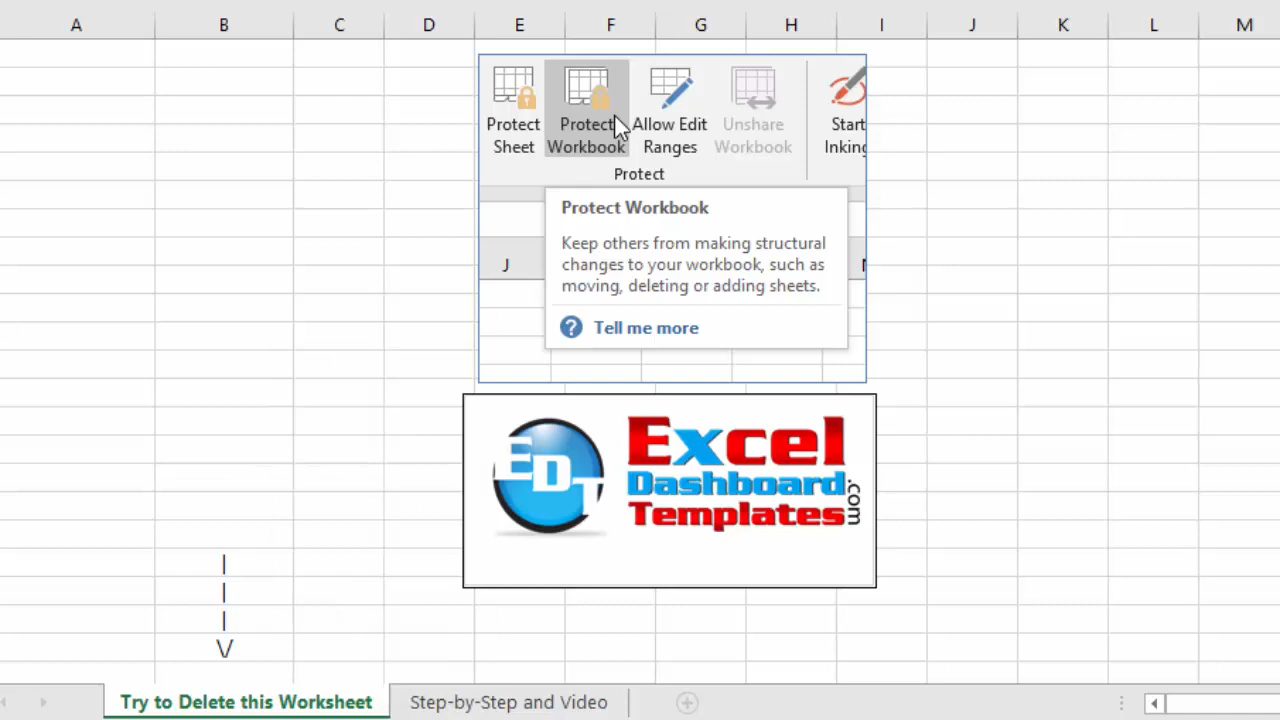 A B C D E F G H I J K L M
Protect Sheet
Protect Workbook
Allow Edit Ranges
Unshare Workbook
Start Inking
Protect
Protect Workbook
Keep others from making structural
changes to your workbook, such as
moving, deleting or adding sheets.
J
? Tell me more
EDT
Excel
Dashboard
Templates
.com
|
|
|
\/
Try to Delete this Worksheet Step-by-Step and Video